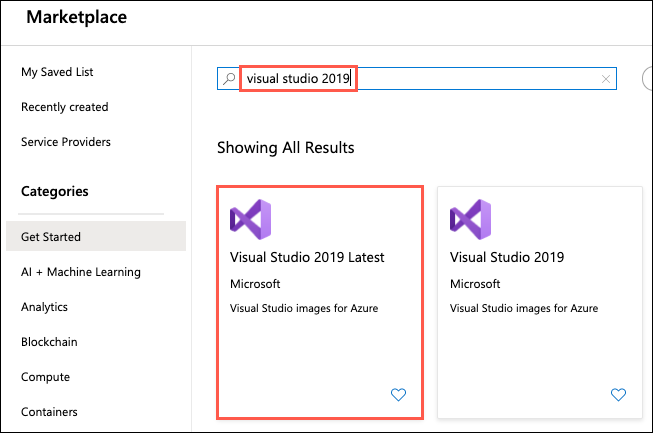 Marketplace
My Saved List
Recently created
Service Providers
Categories
Get Started
AI + Machine Learning
Analytics
Blockchain
Compute
Containers
visual studio 2019
Showing All Results
Visual Studio 2019 Latest
Microsoft
Visual Studio images for Azure
Visual Studio 2019
Microsoft
Visual Studio images for Azure